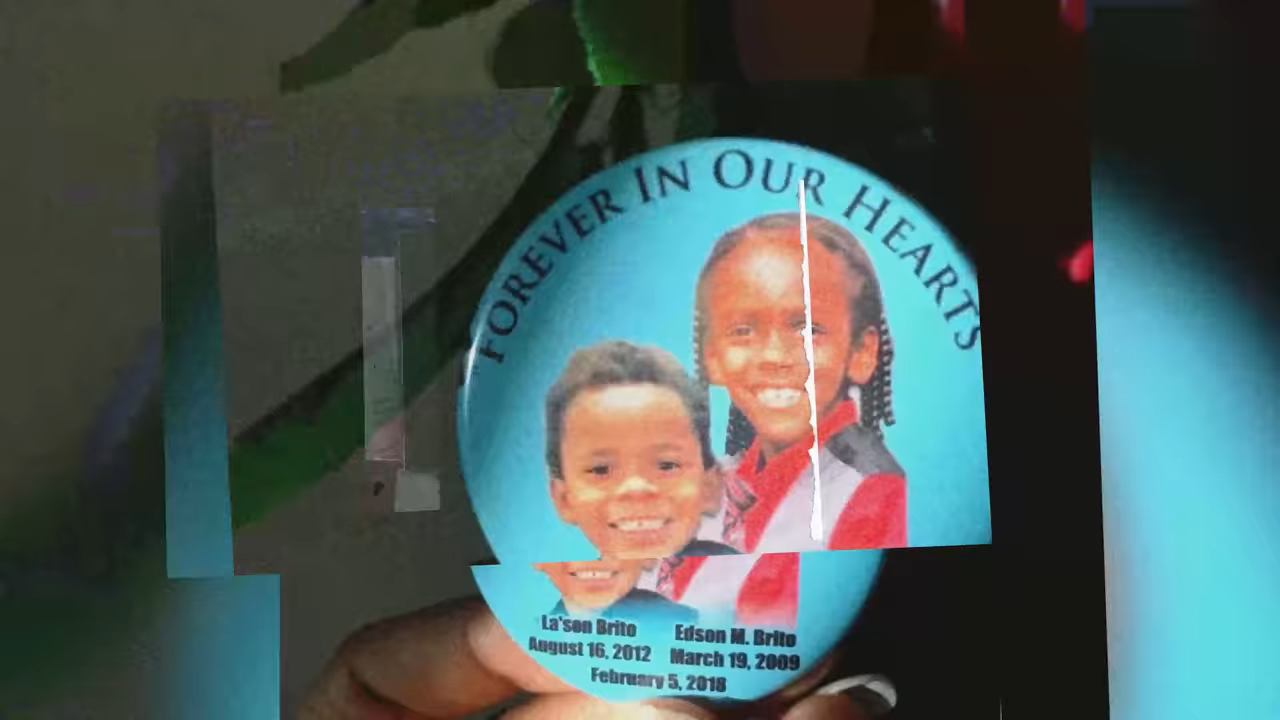 FOREVER IN OUR HEARTS
La'son Brito
August 16, 2012
Edson M. Brito
March 19, 2009
February 5, 2018